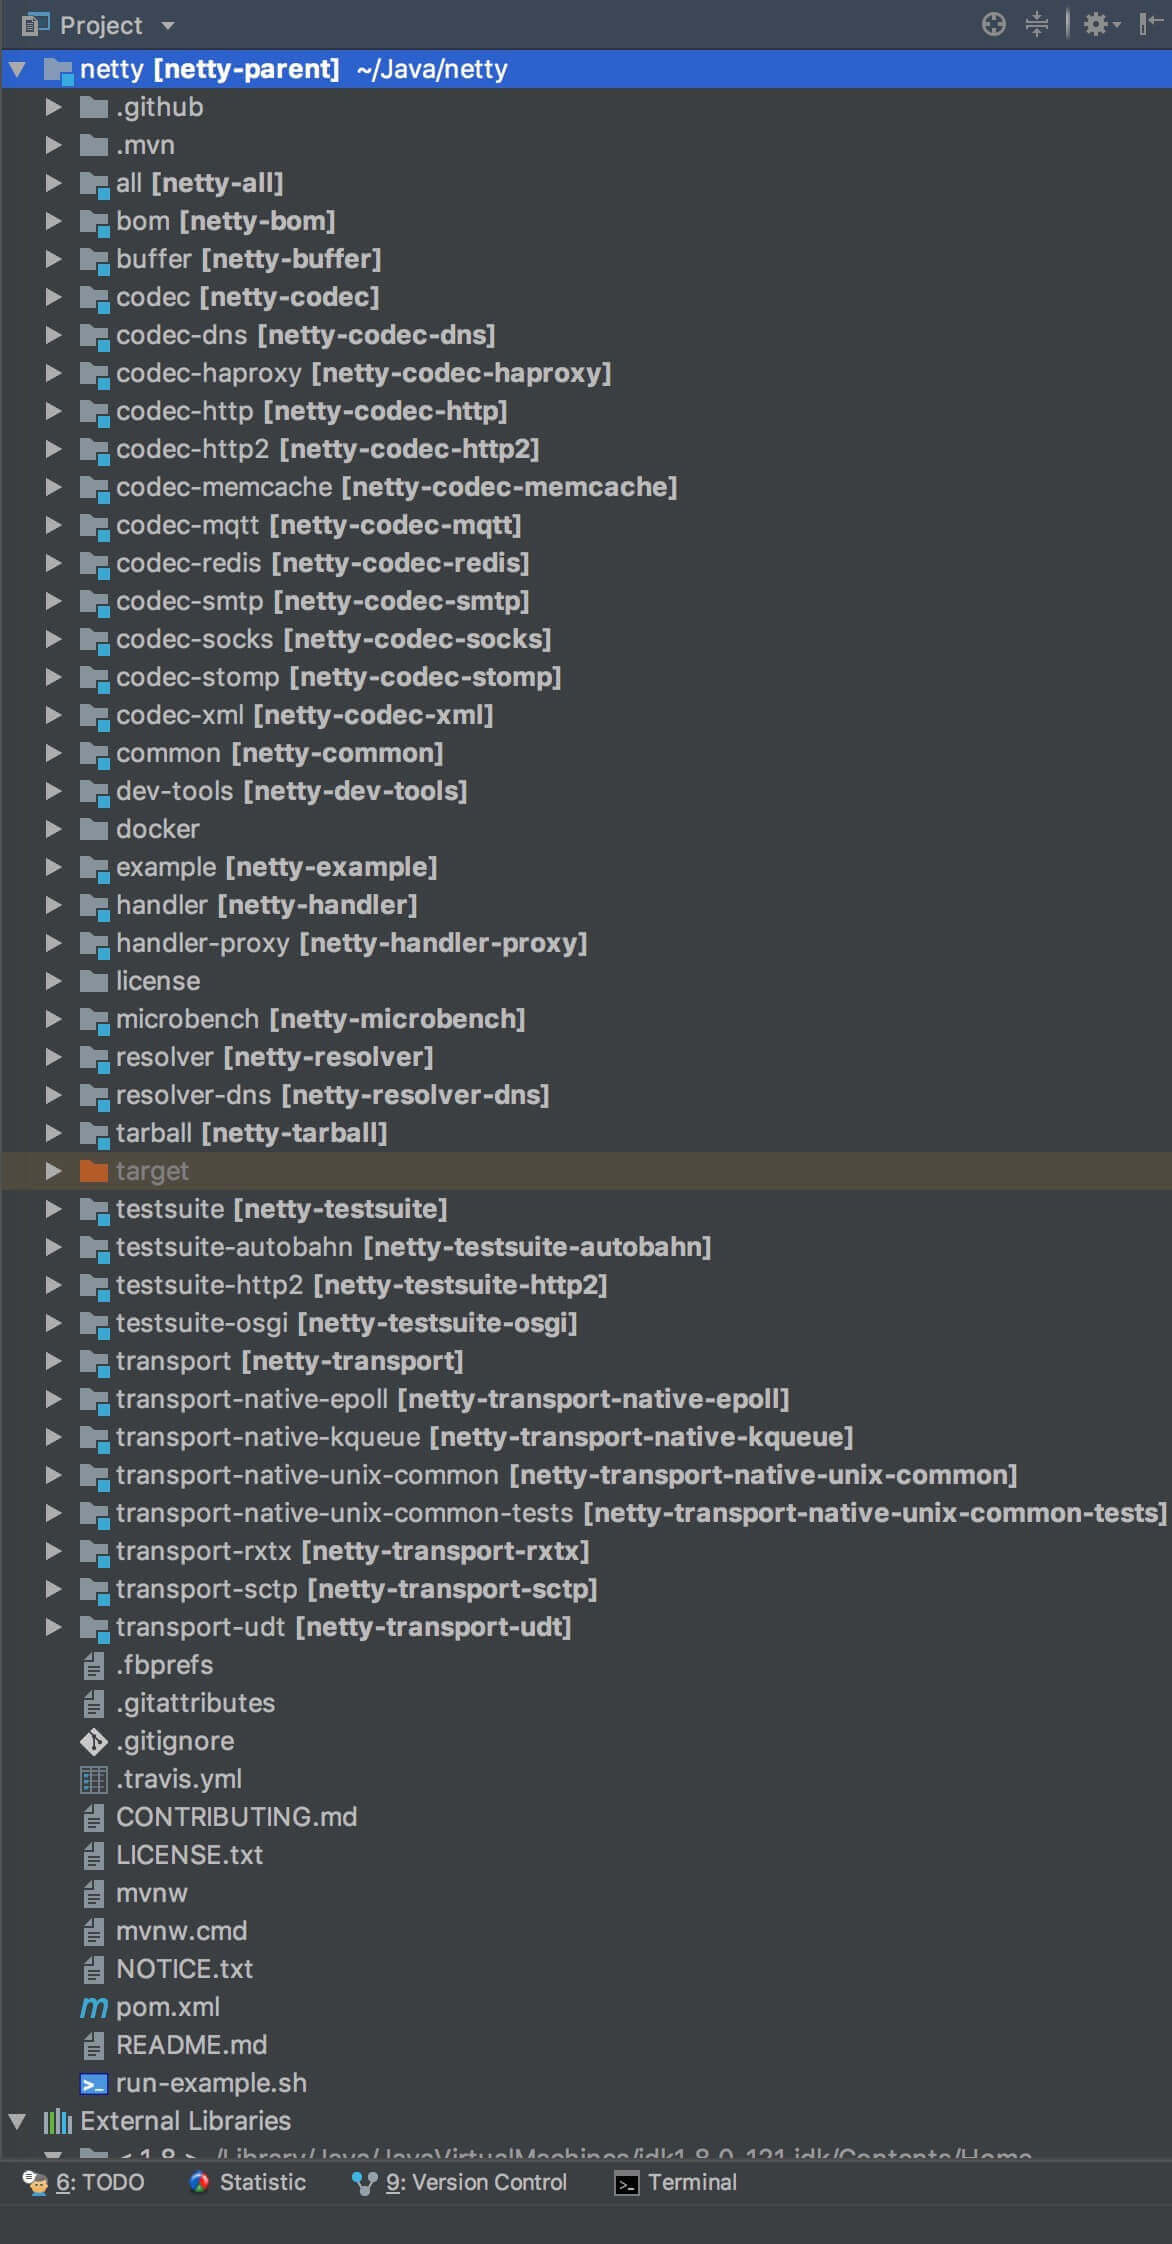 Project
netty [netty-parent] ~/Java/netty
.github
.mvn
all [netty-all]
bom [netty-bom]
buffer [netty-buffer]
codec [netty-codec]
codec-dns [netty-codec-dns]
codec-haproxy [netty-codec-haproxy]
codec-http [netty-codec-http]
codec-http2 [netty-codec-http2]
codec-memcache [netty-codec-memcache]
codec-mqtt [netty-codec-mqtt]
codec-redis [netty-codec-redis]
codec-smtp [netty-codec-smtp]
codec-socks [netty-codec-socks]
codec-stomp [netty-codec-stomp]
codec-xml [netty-codec-xml]
common [netty-common]
dev-tools [netty-dev-tools]
docker
example [netty-example]
handler [netty-handler]
handler-proxy [netty-handler-proxy]
license
microbench [netty-microbench]
resolver [netty-resolver]
resolver-dns [netty-resolver-dns]
tarball [netty-tarball]
target
testsuite [netty-testsuite]
testsuite-autobahn [netty-testsuite-autobahn]
testsuite-http2 [netty-testsuite-http2]
testsuite-osgi [netty-testsuite-osgi]
transport [netty-transport]
transport-native-epoll [netty-transport-native-epoll]
transport-native-kqueue [netty-transport-native-kqueue]
transport-native-unix-common [netty-transport-native-unix-common]
transport-native-unix-common-tests [netty-transport-native-unix-common-tests]
transport-rxtx [netty-transport-rxtx]
transport-sctp [netty-transport-sctp]
transport-udt [netty-transport-udt]
.fbprefs
.gitattributes
.gitignore
.travis.yml
CONTRIBUTING.md
LICENSE.txt
mvnw
mvnw.cmd
NOTICE.txt
pom.xml
README.md
run-example.sh
External Libraries
< 1.8 > /Library/Java/JavaVirtualMachines/jdk1.8.0_121.jdk/Contents/Home
6: TODO Statistic 9: Version Control Terminal